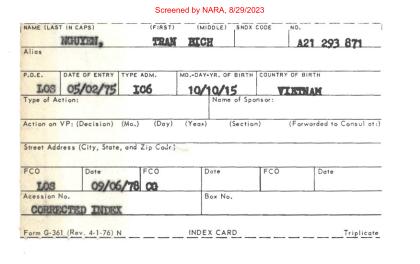 Screened by NARA, 8/29/2023
NAME (LAST IN CAPS) (FIRST) (MIDDLE) SNDX CODE NO.
NGUYEN, TRAN BICH A21 293 871
Alias
P.O.E. DATE OF ENTRY TYPE ADM. MO.-DAY-YR. OF BIRTH COUNTRY OF BIRTH
LOS 05/02/75 IC6 10/10/15 VIETNAM
Type of Action: Name of Sponsor:
Action on VP: (Decision) (Mo.) (Day) (Year) (Section) (Forwarded to Consul at:)
Street Address (City, State, and Zip Code)
FCO Date FCO Date FCO Date
LOS 09/06/78 CG
Acession No. Box No.
CORRECTED INDEX
Form G-361 (Rev. 4-1-76) N INDEX CARD Triplicate